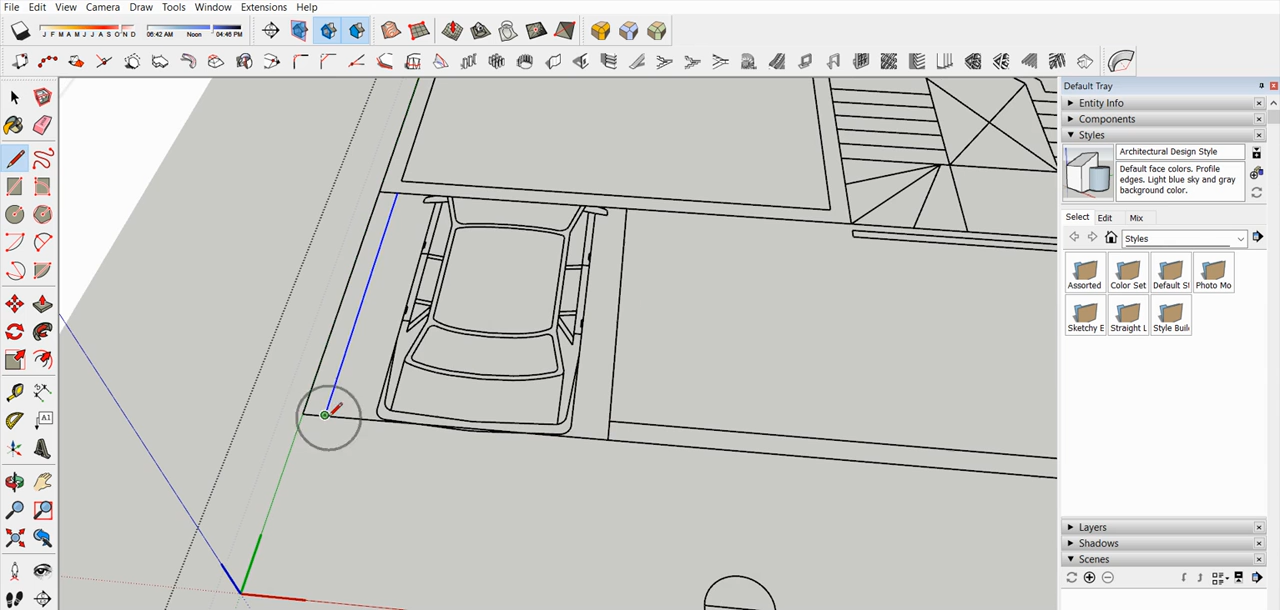 File Edit View Camera Draw Tools Window Extensions Help
J F M A M J J A S O N D 06:42 AM Noon 04:46 PM
Default Tray
Entity Info
Components
Styles
Architectural Design Style
Default face colors. Profile
edges. Light blue sky and gray
background color.
Select Edit Mix
Styles
Assorted Color Set Default S Photo Mo
Sketchy E Straight L Style Buil
A1
Layers
Shadows
Scenes